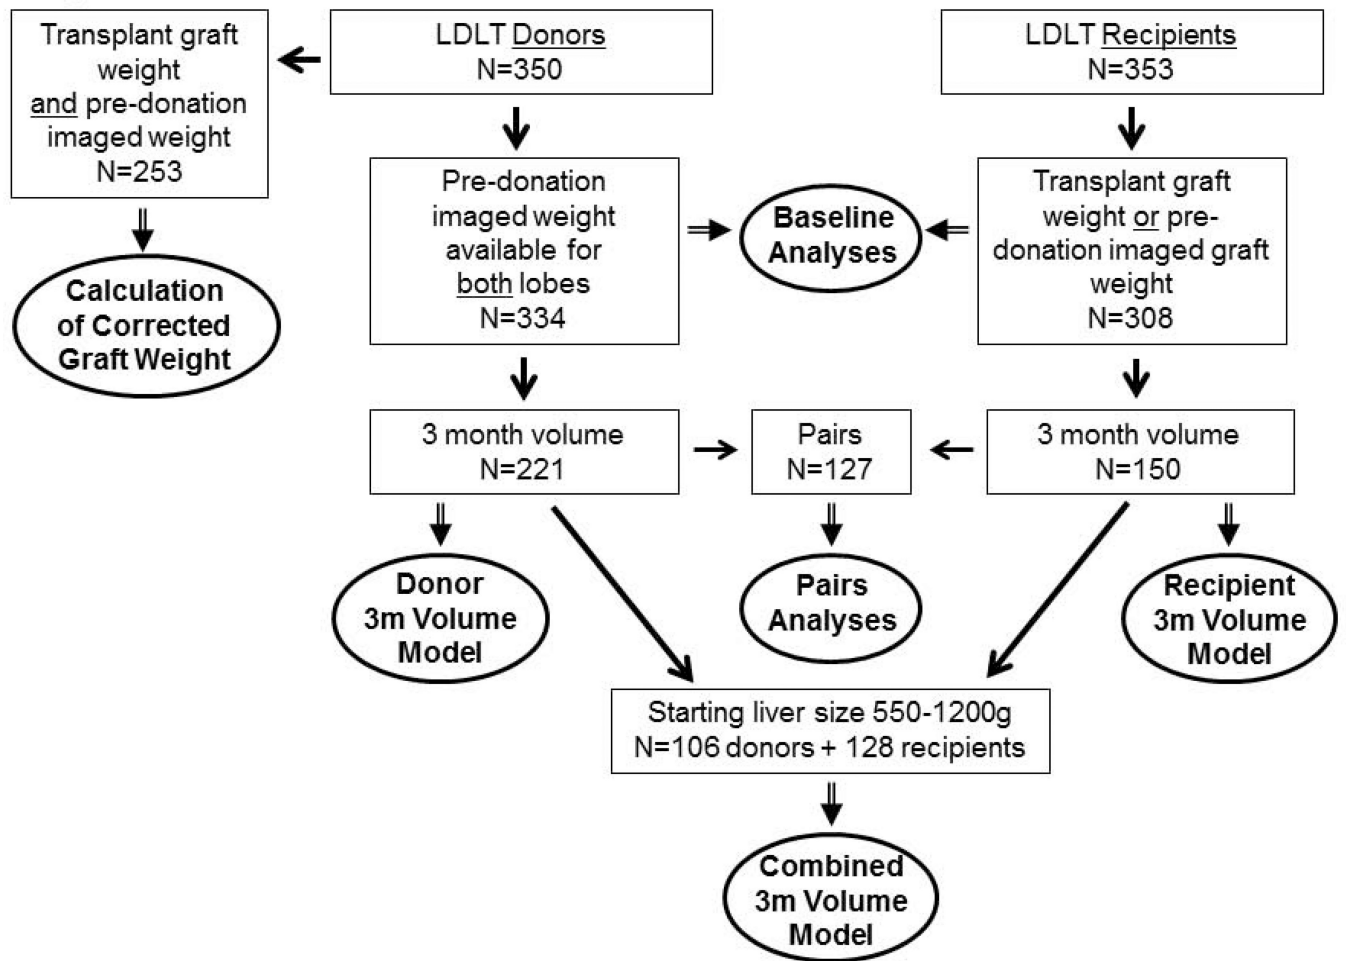 Transplant graft
weight
and pre-donation
imaged weight
N=253
LDLT Donors
N=350
LDLT Recipients
N=353
Calculation
of Corrected
Graft Weight
Pre-donation
imaged weight
available for
both lobes
N=334
Baseline
Analyses
Transplant graft
weight or pre-
donation imaged graft
weight
N=308
3 month volume
N=221
Pairs
N=127
3 month volume
N=150
Donor
3m Volume
Model
Pairs
Analyses
Recipient
3m Volume
Model
Starting liver size 550-1200g
N=106 donors + 128 recipients
Combined
3m Volume
Model